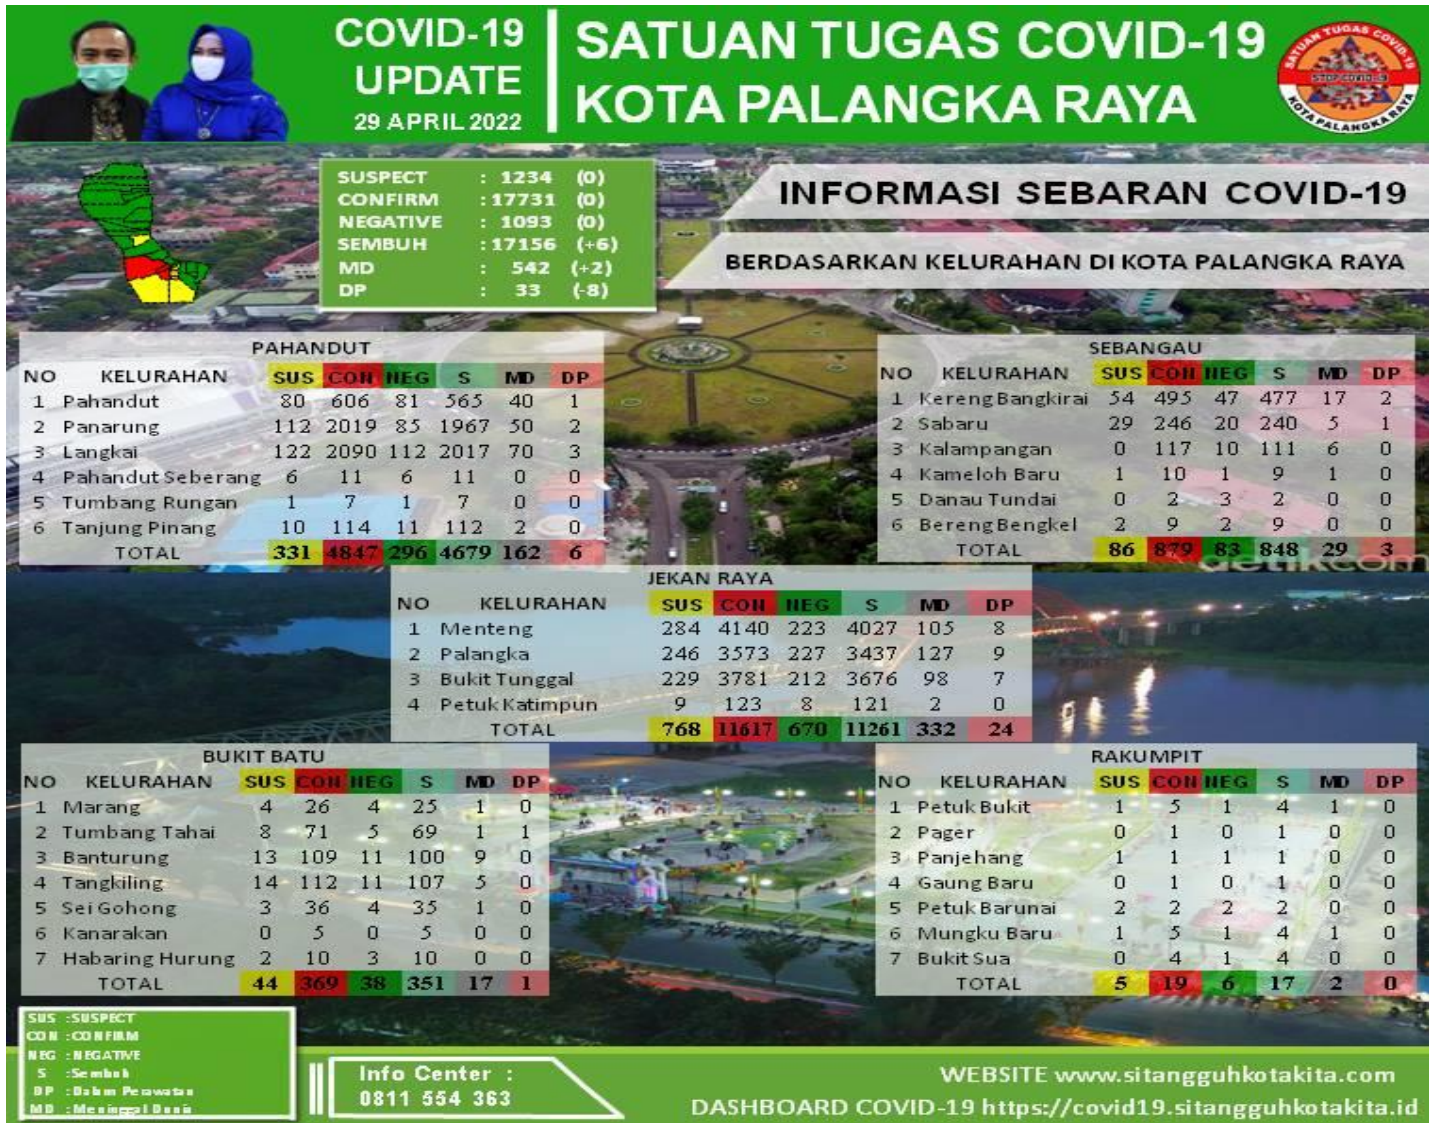 COVID-19
UPDATE
29 APRIL 2022
SATUAN TUGAS COVID-19
KOTA PALANGKA RAYA
SATUAN TUGAS COVID-19
STOP COVID-19
KOTA PALANGKA RAYA
SUSPECT : 1234 (0)
CONFIRM : 17731 (0)
NEGATIVE : 1093 (0)
SEMBUH : 17156 (+6)
MD : 542 (+2)
DP : 33 (-8)
INFORMASI SEBARAN COVID-19
BERDASARKAN KELURAHAN DI KOTA PALANGKA RAYA
PAHANDUT
NO KELURAHAN SUS CON NEG S MD DP
1 Pahandut 80 606 81 565 40 1
2 Panarung 112 2019 85 1967 50 2
3 Langkai 122 2090 112 2017 70 3
4 Pahandut Seberang 6 11 6 11 0 0
5 Tumbang Rungan 1 7 1 7 0 0
6 Tanjung Pinang 10 114 11 112 2 0
TOTAL 331 4847 296 4679 162 6
SEBANGAU
NO KELURAHAN SUS CON NEG S MD DP
1 Kereng Bangkirai 54 495 47 477 17 2
2 Sabaru 29 246 20 240 5 1
3 Kalampangan 0 117 10 111 6 0
4 Kameloh Baru 1 10 1 9 1 0
5 Danau Tundai 0 2 3 2 0 0
6 Bereng Bengkel 2 9 2 9 0 0
TOTAL 86 879 83 848 29 3
detikcom
JEKAN RAYA
NO KELURAHAN SUS CON NEG S MD DP
1 Menteng 284 4140 223 4027 105 8
2 Palangka 246 3573 227 3437 127 9
3 Bukit Tunggal 229 3781 212 3676 98 7
4 Petuk Katimpun 9 123 8 121 2 0
TOTAL 768 11617 670 11261 332 24
BUKIT BATU
NO KELURAHAN SUS CON NEG S MD DP
1 Marang 4 26 4 25 1 0
2 Tumbang Tahai 8 71 5 69 1 1
3 Banturung 13 109 11 100 9 0
4 Tangkiling 14 112 11 107 5 0
5 Sei Gohong 3 36 4 35 1 0
6 Kanarakan 0 5 0 5 0 0
7 Habaring Hurung 2 10 3 10 0 0
TOTAL 44 369 38 351 17 1
RAKUMPIT
NO KELURAHAN SUS CON NEG S MD DP
1 Petuk Bukit 1 5 1 4 1 0
2 Pager 0 1 0 1 0 0
3 Panjehang 1 1 1 1 0 0
4 Gaung Baru 0 1 0 1 0 0
5 Petuk Barunai 2 2 2 2 0 0
6 Mungku Baru 1 5 1 4 1 0
7 Bukit Sua 0 4 1 4 0 0
TOTAL 5 19 6 17 2 0
SUS :SUSPECT
CON :CONFIRM
NEG :NEGATIVE
S :Sembuh
DP :Dalam Perawatan
MD :Meninggal Dunia
Info Center :
0811 554 363
WEBSITE www.sitangguhkotakita.com
DASHBOARD COVID-19 https://covid19.sitangguhkotakita.id